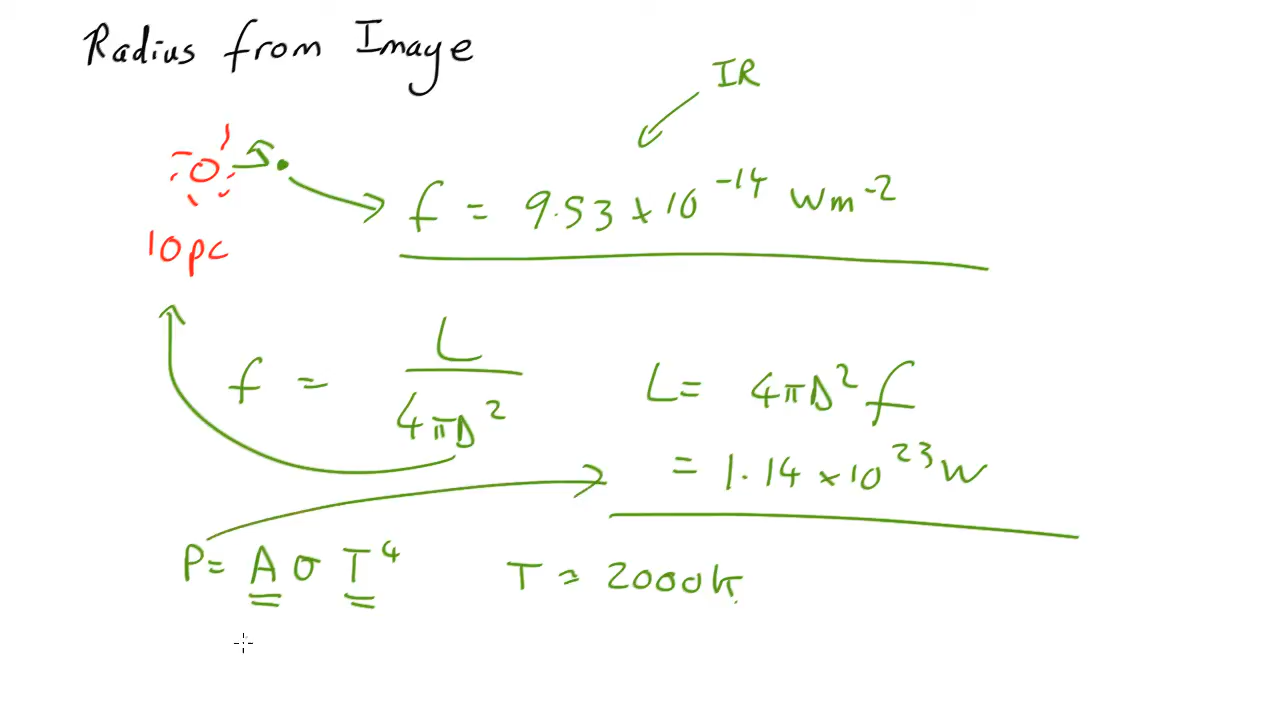 Radius from Image
IR
5.
f = 9.53 × 10^-14 Wm^-2
10pc
f = L / 4πD^2
L = 4πD^2 f
= 1.14 × 10^23 W
P = A σ T^4
T = 2000K